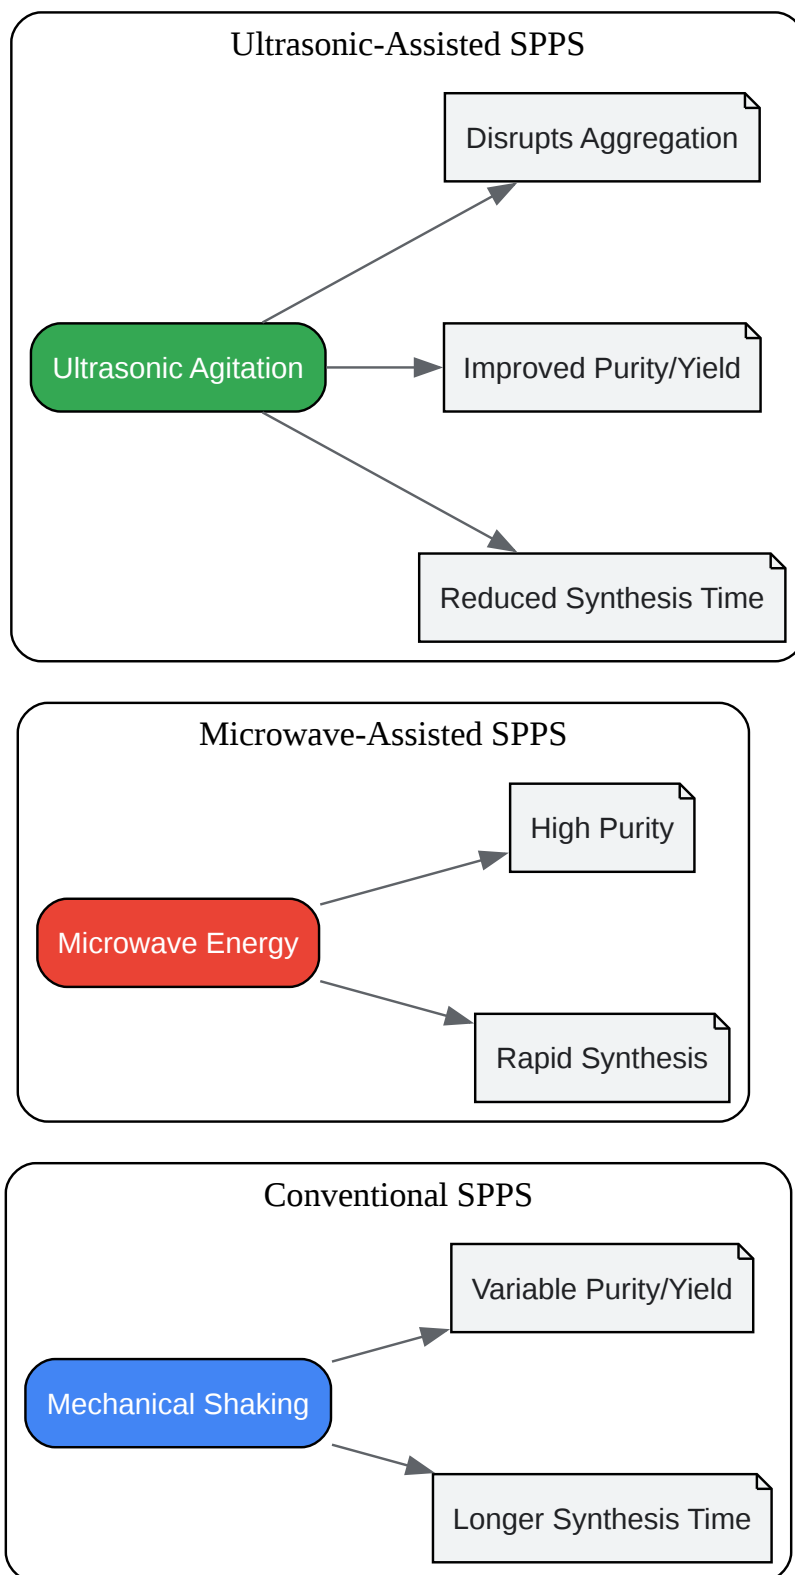 Ultrasonic-Assisted SPPS
Disrupts Aggregation
Ultrasonic Agitation
Improved Purity/Yield
Reduced Synthesis Time
Microwave-Assisted SPPS
High Purity
Microwave Energy
Rapid Synthesis
Conventional SPPS
Variable Purity/Yield
Mechanical Shaking
Longer Synthesis Time